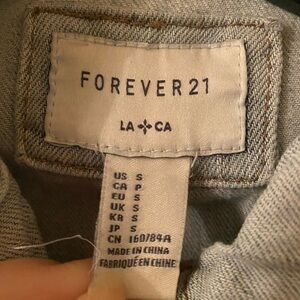 FOREVER 21
LA CA
US S
CA P
EU S
UK S
KR S
JP S
CN 160/84A
MADE IN CHINA
FABRIQUÉ EN CHINE